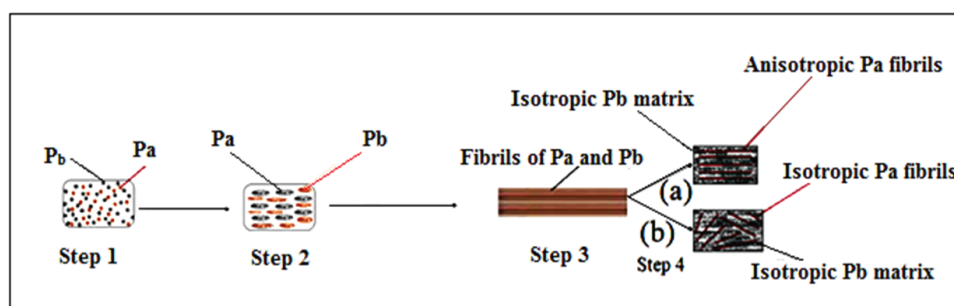 Anisotropic Pa fibrils
Isotropic Pb matrix
Pb Pa
Pa Pb
Fibrils of Pa and Pb
Isotropic Pa fibrils
(a)
(b)
Step 1
Step 2
Step 3
Step 4
Isotropic Pb matrix